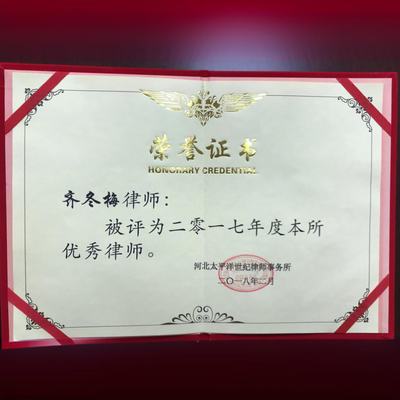 荣誉证书
HONORARY CREDENTIAL
齐冬梅律师：
被评为二零一七年度本所
优秀律师。
河北太平洋世纪律师事务所
二〇一八年二月